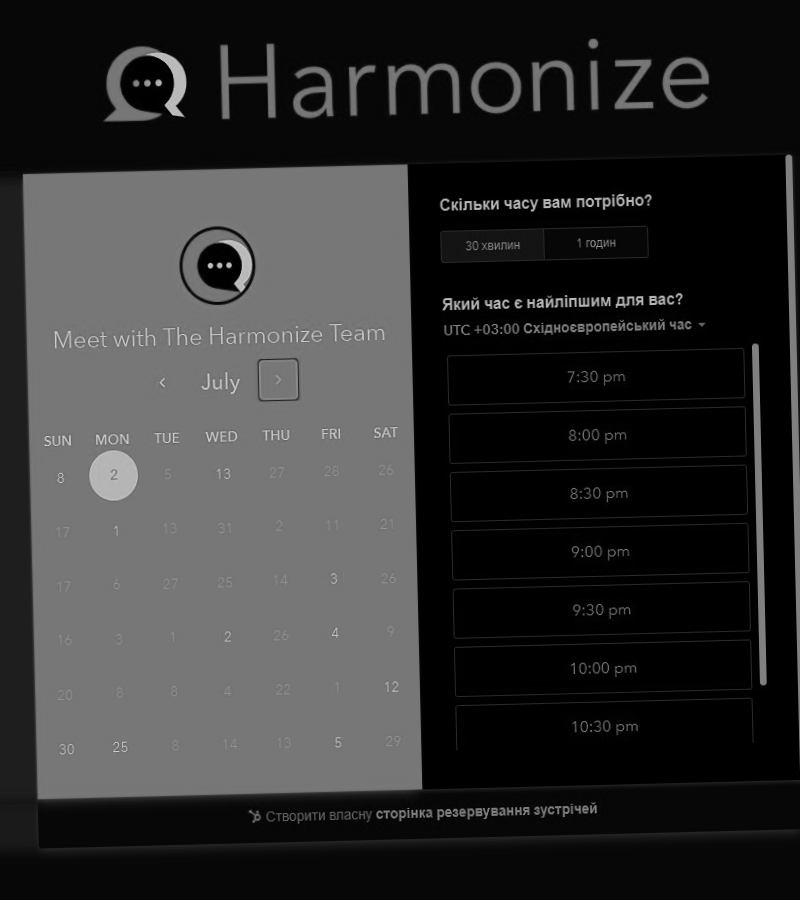 Harmonize
Meet with The Harmonize Team
July
SUN MON TUE WED THU FRI SAT
8 2 5 13 27 28 26
17 1 13 31 2 11 21
17 6 27 25 14 3 26
16 3 1 2 26 4 9
20 8 8 4 22 1 12
30 25 8 14 13 5 29
Скільки часу вам потрібно?
30 хвилин 1 годин
Який час є найліпшим для вас?
UTC +03:00 Східноєвропейський час
7:30 pm
8:00 pm
8:30 pm
9:00 pm
9:30 pm
10:00 pm
10:30 pm
Створити власну сторінка резервування зустрічей